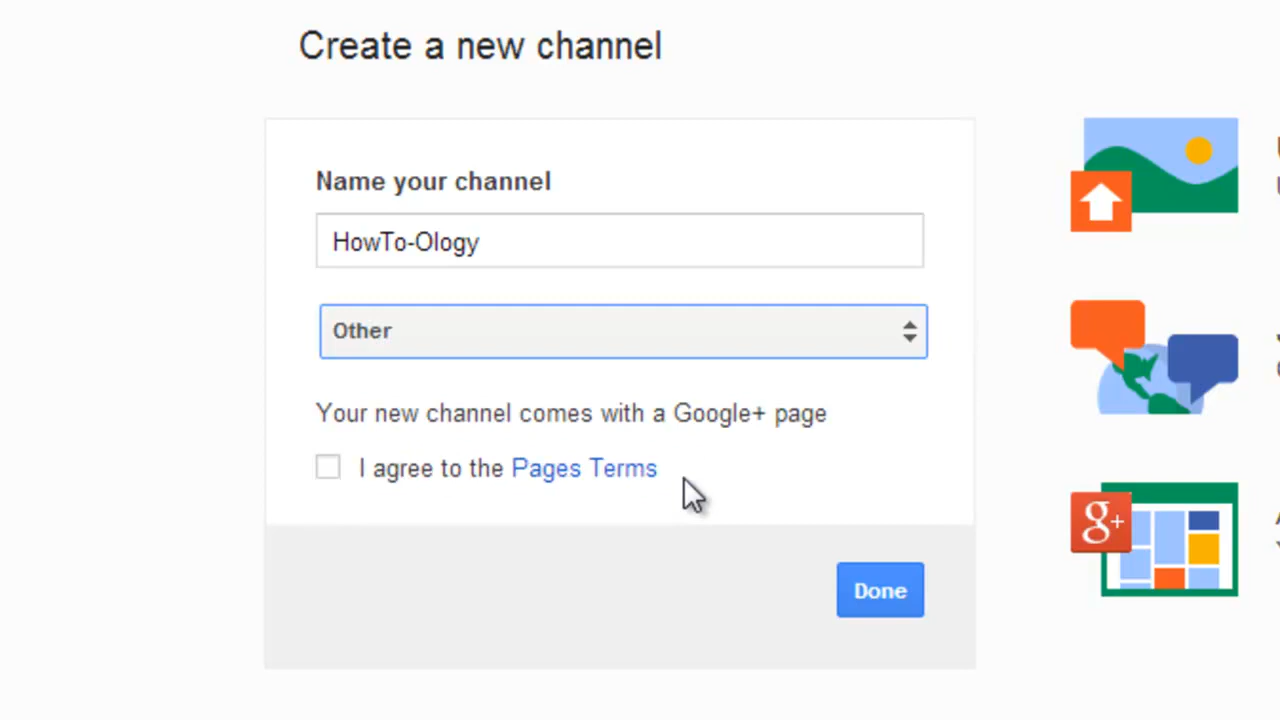 Create a new channel
Name your channel
HowTo-Ology
Other
Your new channel comes with a Google+ page
I agree to the Pages Terms
Done
g+